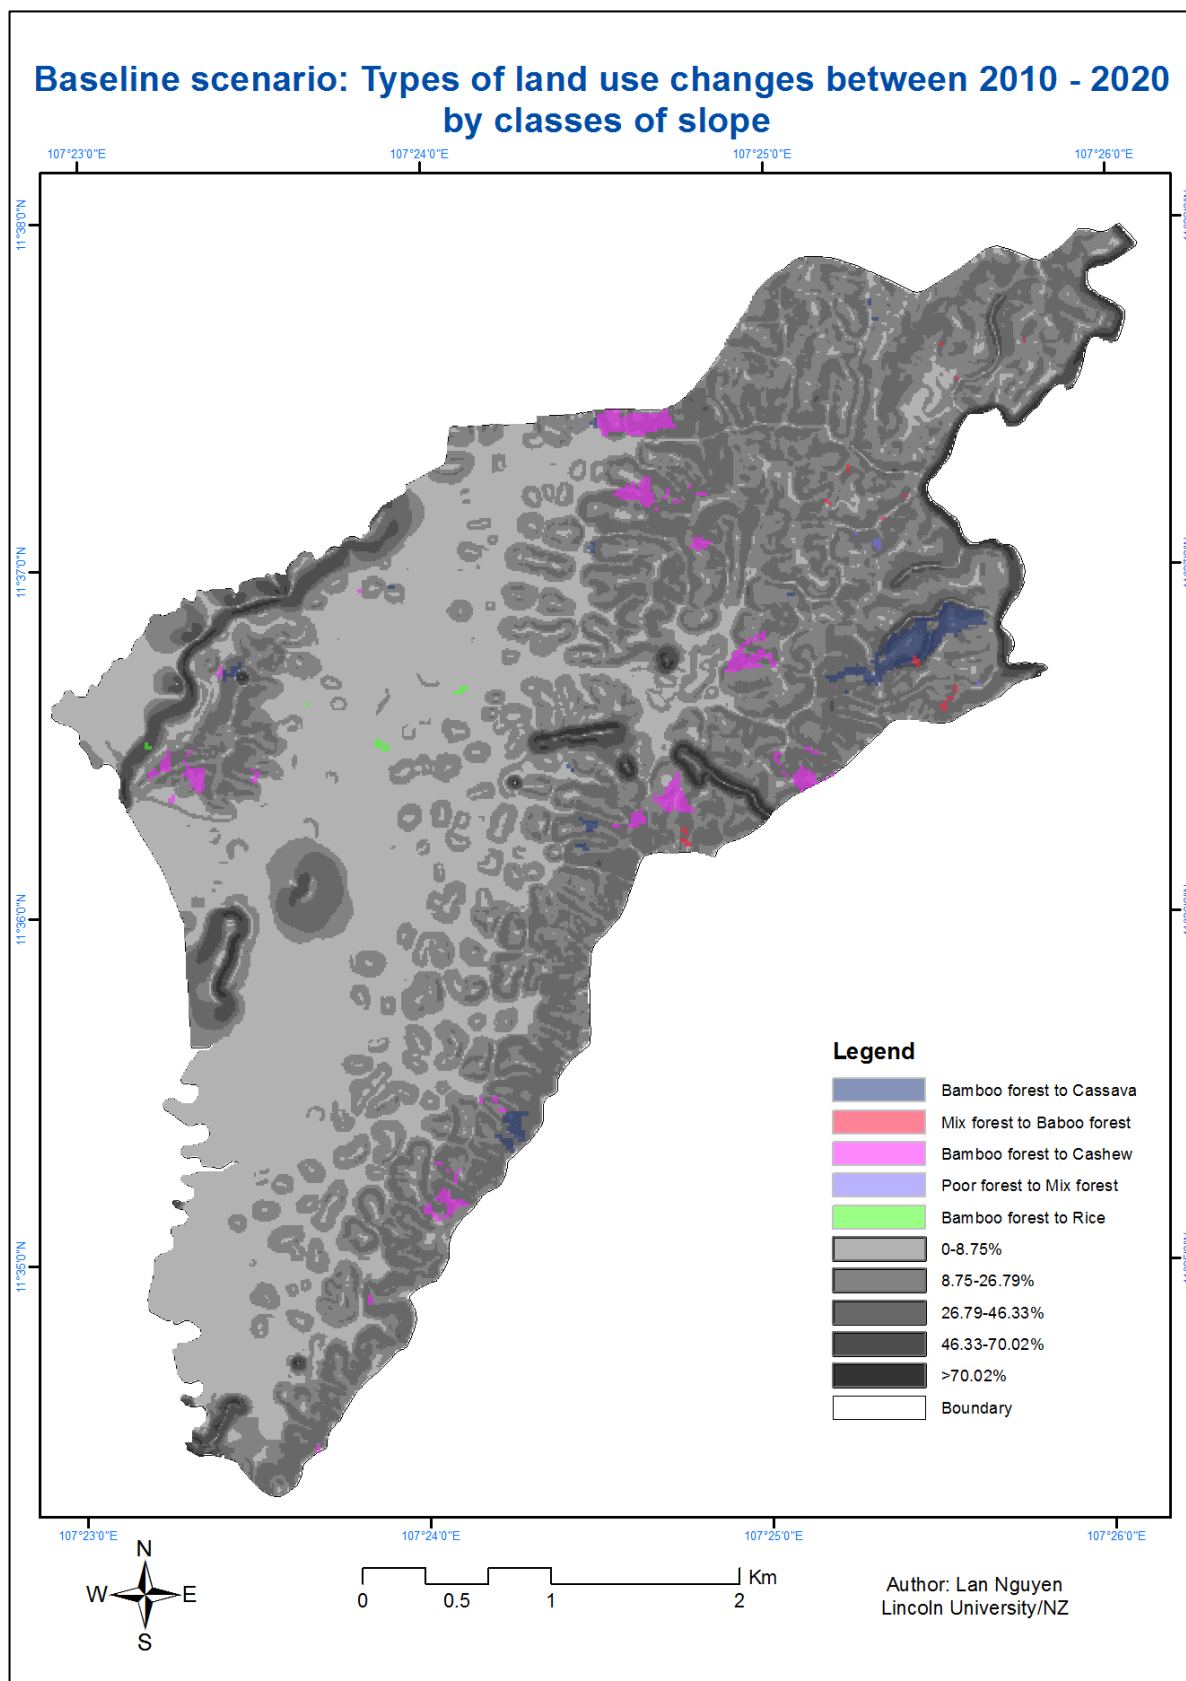 Baseline scenario: Types of land use changes between 2010 - 2020
by classes of slope
107°23'0"E
107°24'0"E
107°25'0"E
107°26'0"E
11°38'0"N
11°37'0"N
11°36'0"N
11°35'0"N
Legend
Bamboo forest to Cassava
Mix forest to Baboo forest
Bamboo forest to Cashew
Poor forest to Mix forest
Bamboo forest to Rice
0-8.75%
8.75-26.79%
26.79-46.33%
46.33-70.02%
>70.02%
Boundary
107°23'0"E
107°24'0"E
107°25'0"E
107°26'0"E
N
W
E
S
Km
0
0.5
1
2
Author: Lan Nguyen
Lincoln University/NZ